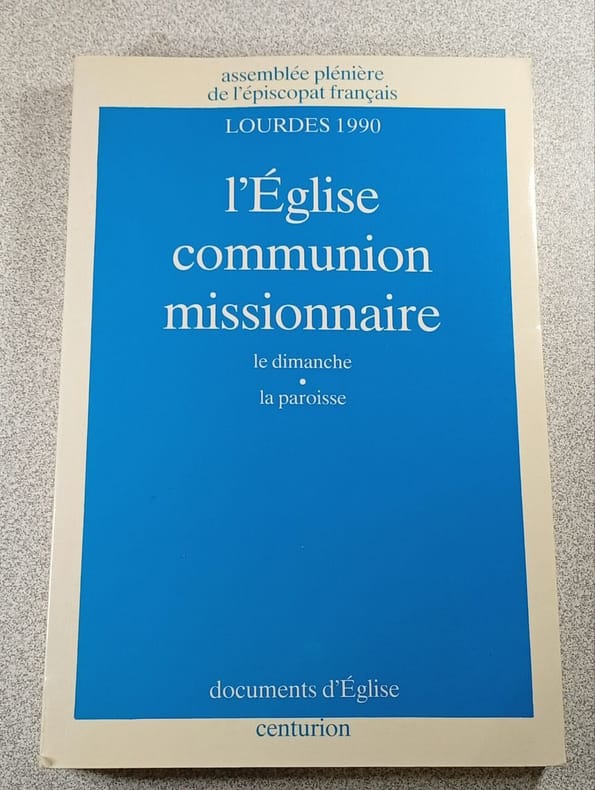 assemblée plénière
de l'épiscopat français
LOURDES 1990
l'Église
communion
missionnaire
le dimanche
•
la paroisse
documents d'Église
centurion